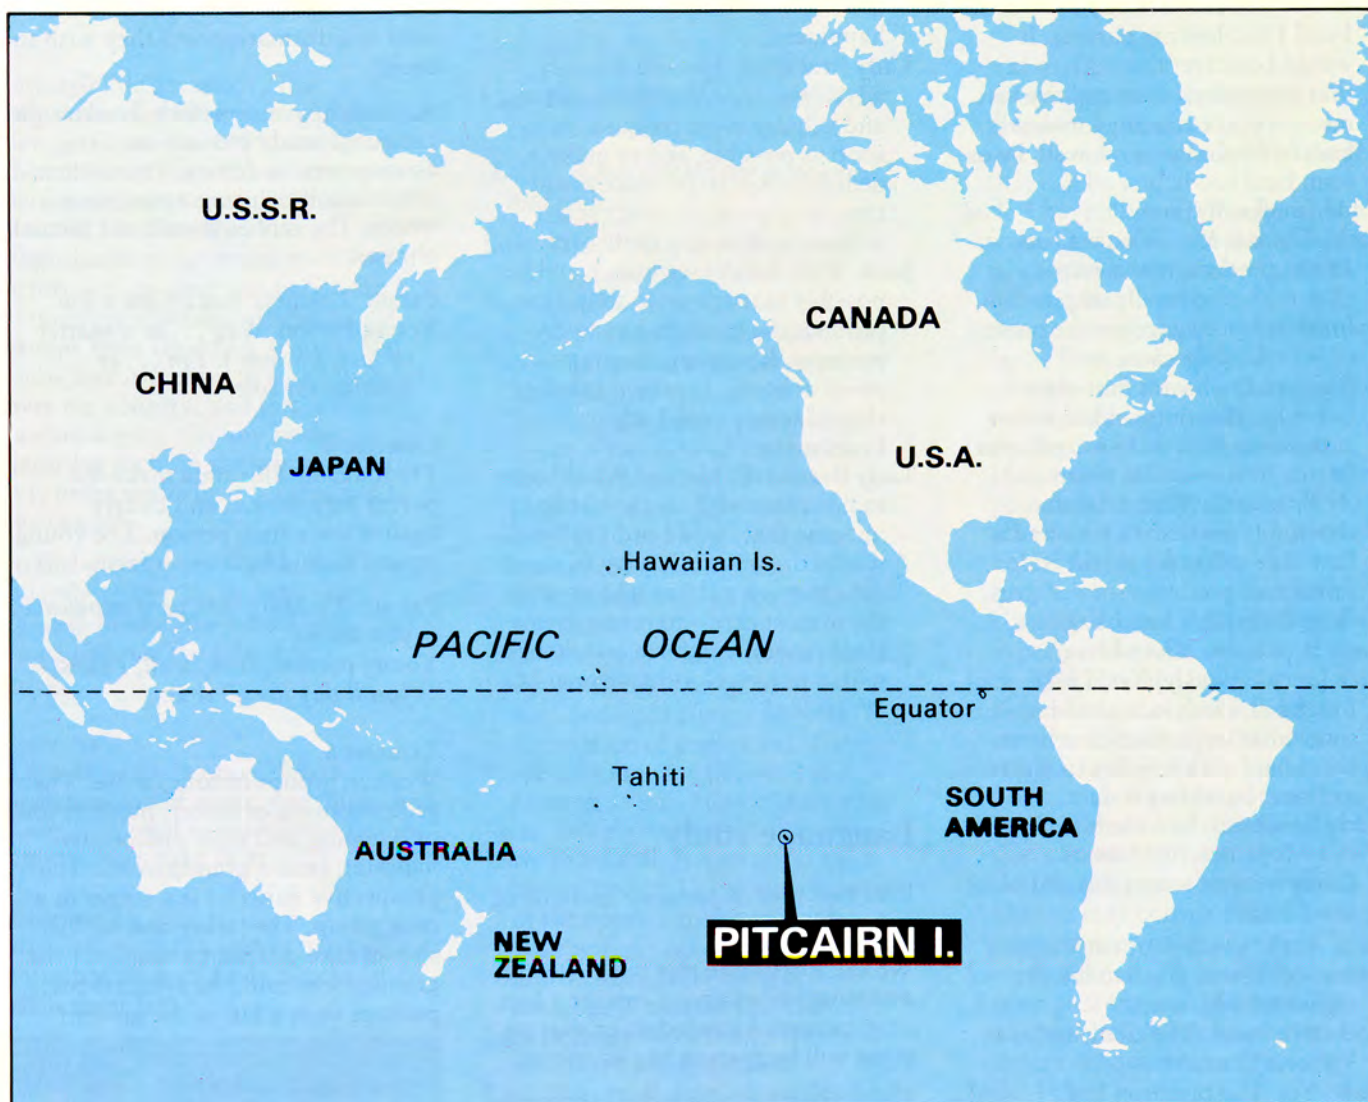 U.S.S.R.
CANADA
CHINA
JAPAN
U.S.A.
Hawaiian Is.
PACIFIC OCEAN
Equator
Tahiti
SOUTH
AMERICA
AUSTRALIA
NEW
ZEALAND
PITCAIRN I.